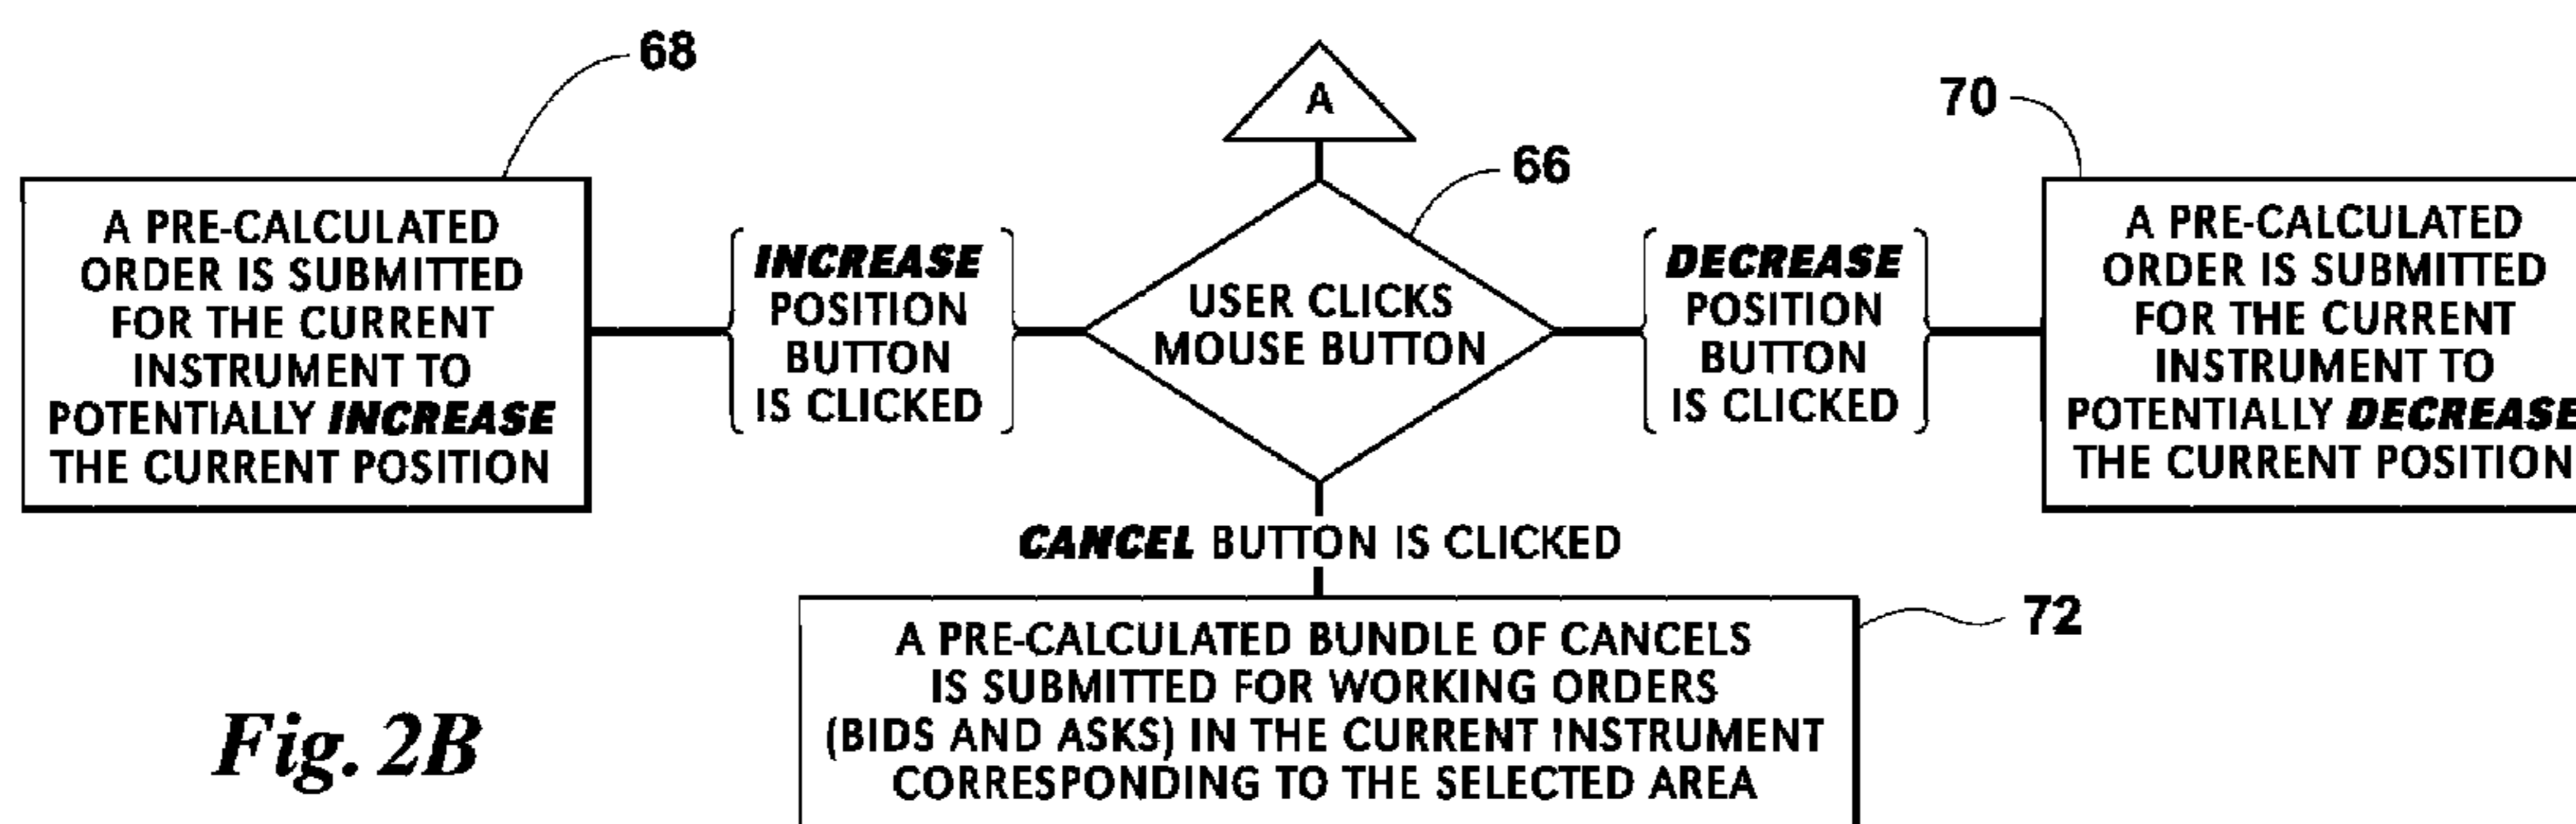 68
A PRE-CALCULATED
ORDER IS SUBMITTED
FOR THE CURRENT
INSTRUMENT TO
POTENTIALLY INCREASE
THE CURRENT POSITION
INCREASE
POSITION
BUTTON
IS CLICKED
A
66
USER CLICKS
MOUSE BUTTON
DECREASE
POSITION
BUTTON
IS CLICKED
70
A PRE-CALCULATED
ORDER IS SUBMITTED
FOR THE CURRENT
INSTRUMENT TO
POTENTIALLY DECREASE
THE CURRENT POSITION
CANCEL BUTTON IS CLICKED
72
A PRE-CALCULATED BUNDLE OF CANCELS
IS SUBMITTED FOR WORKING ORDERS
(BIDS AND ASKS) IN THE CURRENT INSTRUMENT
CORRESPONDING TO THE SELECTED AREA
Fig. 2B